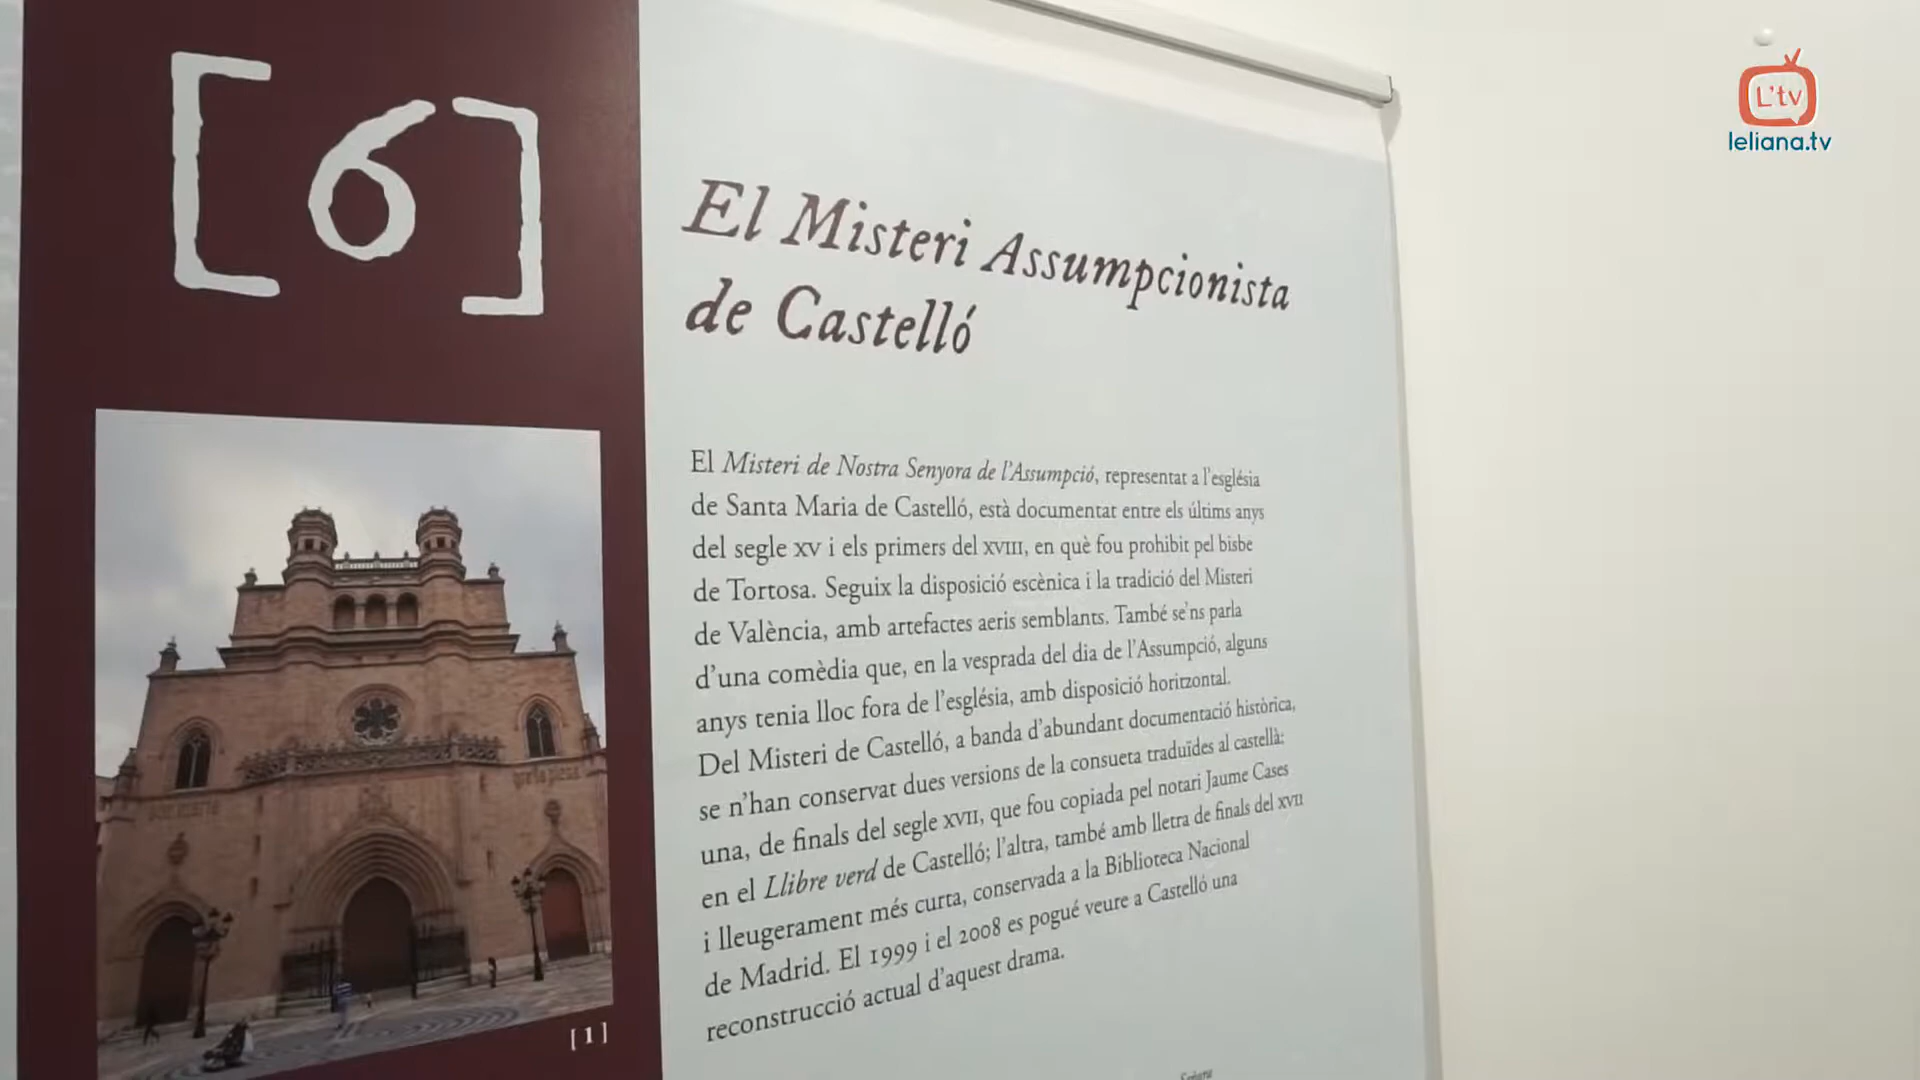 [6]
El Misteri Assumpcionista
de Castelló
El Misteri de Nostra Senyora de l'Assumpció, representat a l'església
de Santa Maria de Castelló, està documentat entre els últims anys
del segle XV i els primers del XVIII, en què fou prohibit pel bisbe
de Tortosa. Seguix la disposició escènica i la tradició del Misteri
de València, amb artefactes aeris semblants. També se'ns parla
d'una comèdia que, en la vesprada del dia de l'Assumpció, alguns
anys tenia lloc fora de l'església, amb disposició horitzontal.
Del Misteri de Castelló, a banda d'abundant documentació històrica,
se n'han conservat dues versions de la consueta traduïdes al castellà:
una, de finals del segle XVII, que fou copiada pel notari Jaume Cases
en el Llibre verd de Castelló; l'altra, també amb lletra de finals del XVII
i lleugerament més curta, conservada a la Biblioteca Nacional
de Madrid. El 1999 i el 2008 es pogué veure a Castelló una
reconstrucció actual d'aquest drama.
[1]
L'tv
leliana.tv